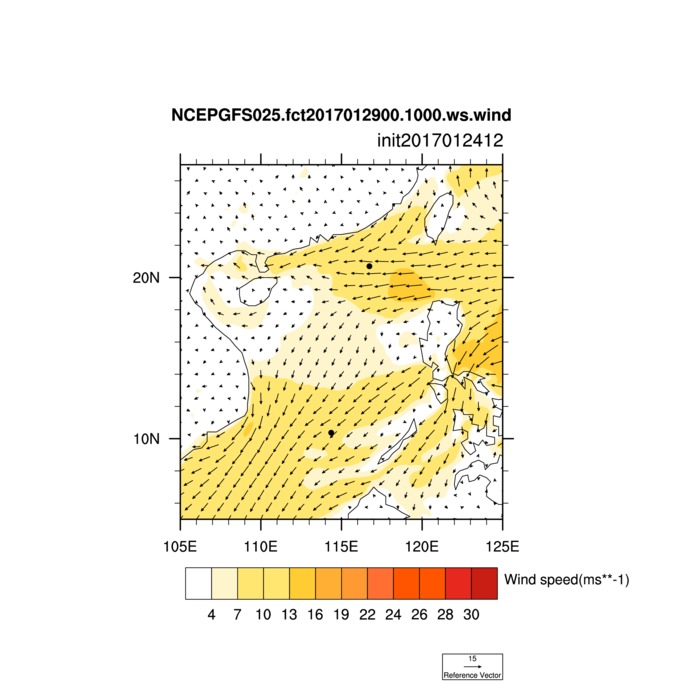 NCEPGFS025.fct2017012900.1000.ws.wind
init2017012412
20N
10N
105E 110E 115E 120E 125E
Wind speed(ms**-1)
4 7 10 13 16 19 22 24 26 28 30
15
Reference Vector